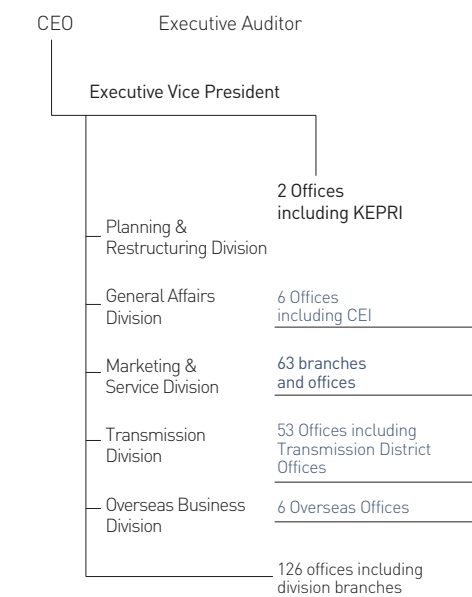 CEO Executive Auditor
Executive Vice President
2 Offices
including KEPRI
Planning &
Restructuring Division
General Affairs
Division
6 Offices
including CEI
Marketing &
Service Division
63 branches
and offices
Transmission
Division
53 Offices including
Transmission District
Offices
Overseas Business
Division
6 Overseas Offices
126 offices including
division branches